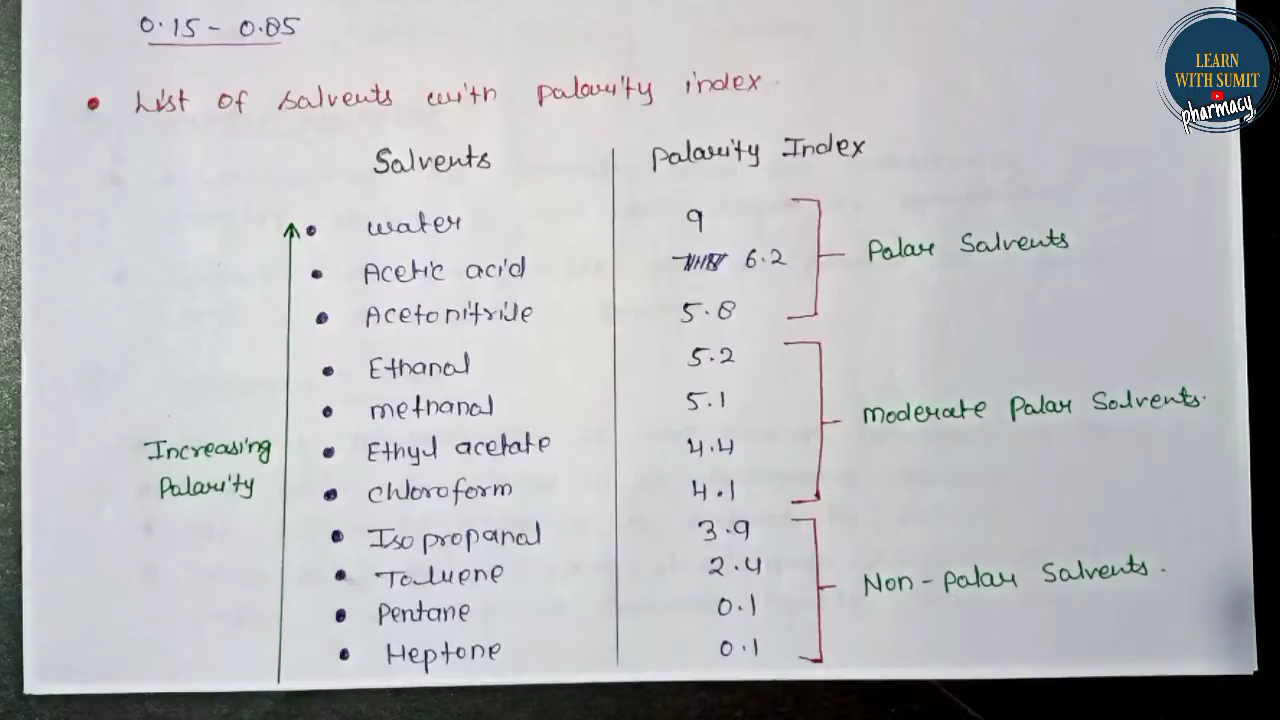 0.15 - 0.85
• List of Solvents with polarity index.
Solvents Polarity Index
• water 9
• Acetic acid 6.2
• Acetonitrile 5.8
• Ethanol 5.2
• methanol 5.1
• Ethyl acetate 4.4
• Chloroform 4.1
• Isopropanol 3.9
• Toluene 2.4
• Pentane 0.1
• Heptone 0.1
Polar Solvents
Moderate Polar Solvents.
Non-polar Solvents.
Increasing
Polarity
LEARN
WITH SUMIT
pharmacy